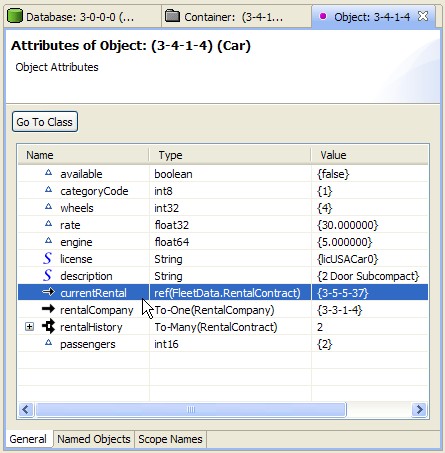 Database: 3-0-0-0 (... Container: (3-4-1... Object: 3-4-1-4
Attributes of Object: (3-4-1-4) (Car)
Object Attributes
Go To Class
Name Type Value
available boolean {false}
categoryCode int8 {1}
wheels int32 {4}
rate float32 {30.000000}
engine float64 {5.000000}
S license String {licUSACar0}
S description String {2 Door Subcompact}
currentRental ref(FleetData.RentalContract) {3-5-5-37}
rentalCompany To-One(RentalCompany) {3-3-1-4}
rentalHistory To-Many(RentalContract) 2
passengers int16 {2}
General Named Objects Scope Names